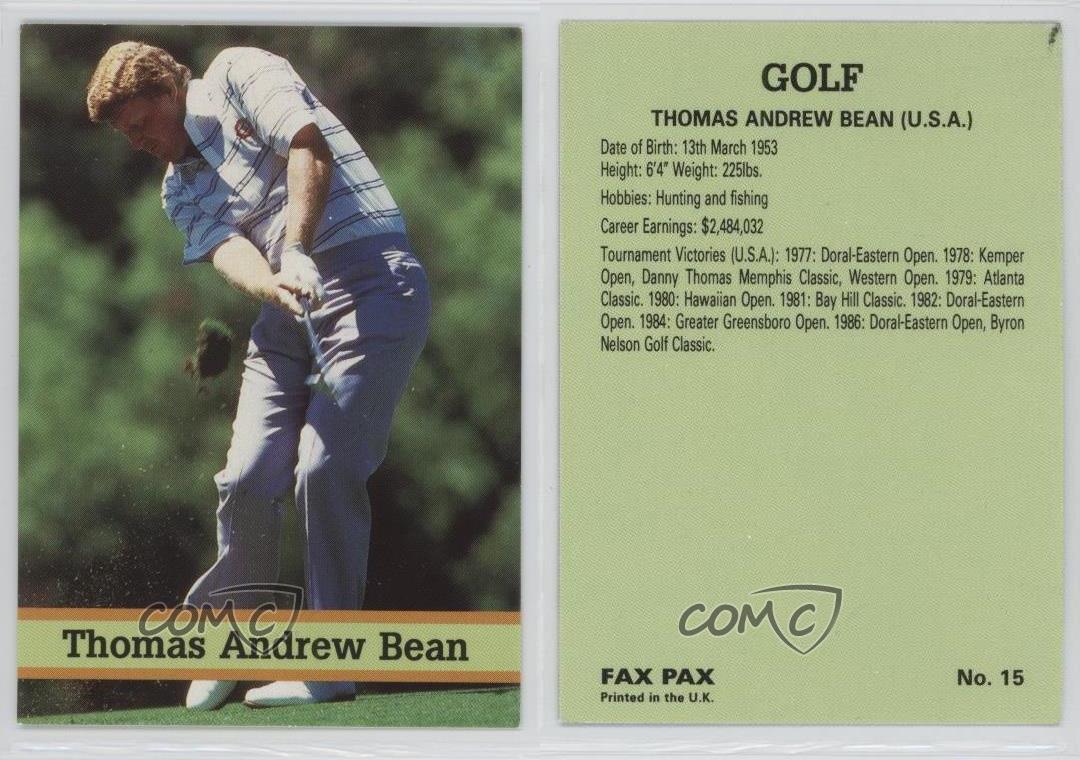 Thomas Andrew Bean
COMC
GOLF
THOMAS ANDREW BEAN (U.S.A.)
Date of Birth: 13th March 1953
Height: 6'4" Weight: 225lbs.
Hobbies: Hunting and fishing
Career Earnings: $2,484,032
Tournament Victories (U.S.A.): 1977: Doral-Eastern Open. 1978: Kemper
Open, Danny Thomas Memphis Classic, Western Open. 1979: Atlanta
Classic. 1980: Hawaiian Open. 1981: Bay Hill Classic. 1982: Doral-Eastern
Open. 1984: Greater Greensboro Open. 1986: Doral-Eastern Open, Byron
Nelson Golf Classic.
COMC
FAX PAX
Printed in the U.K.
No. 15